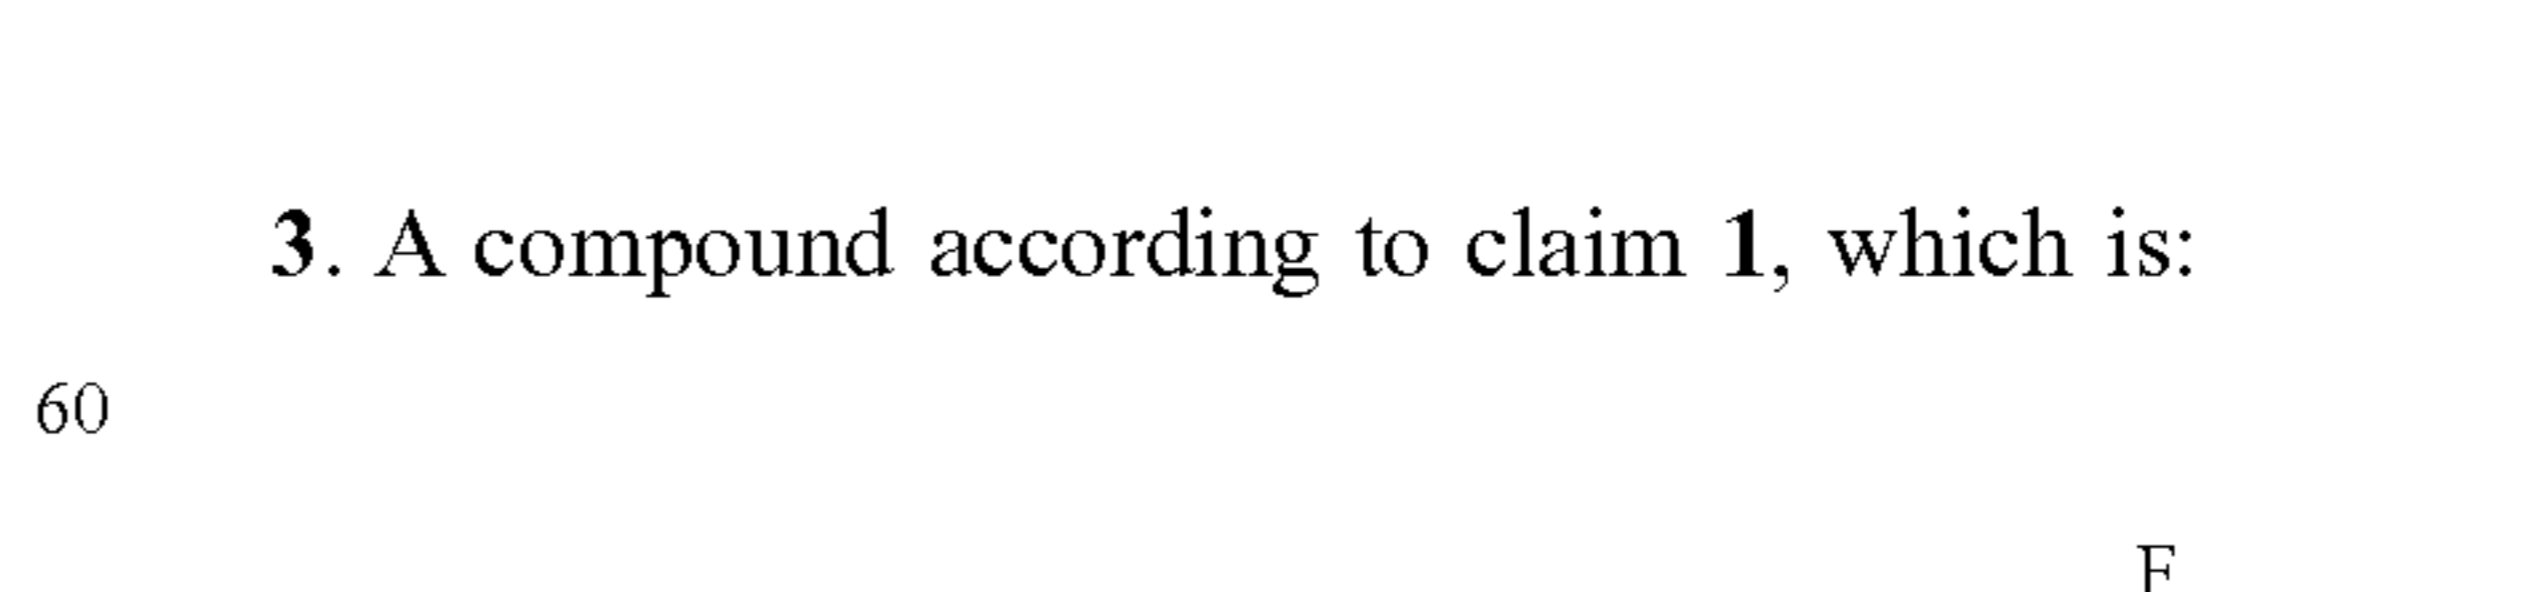 3. A compound according to claim 1, which is:
60
F